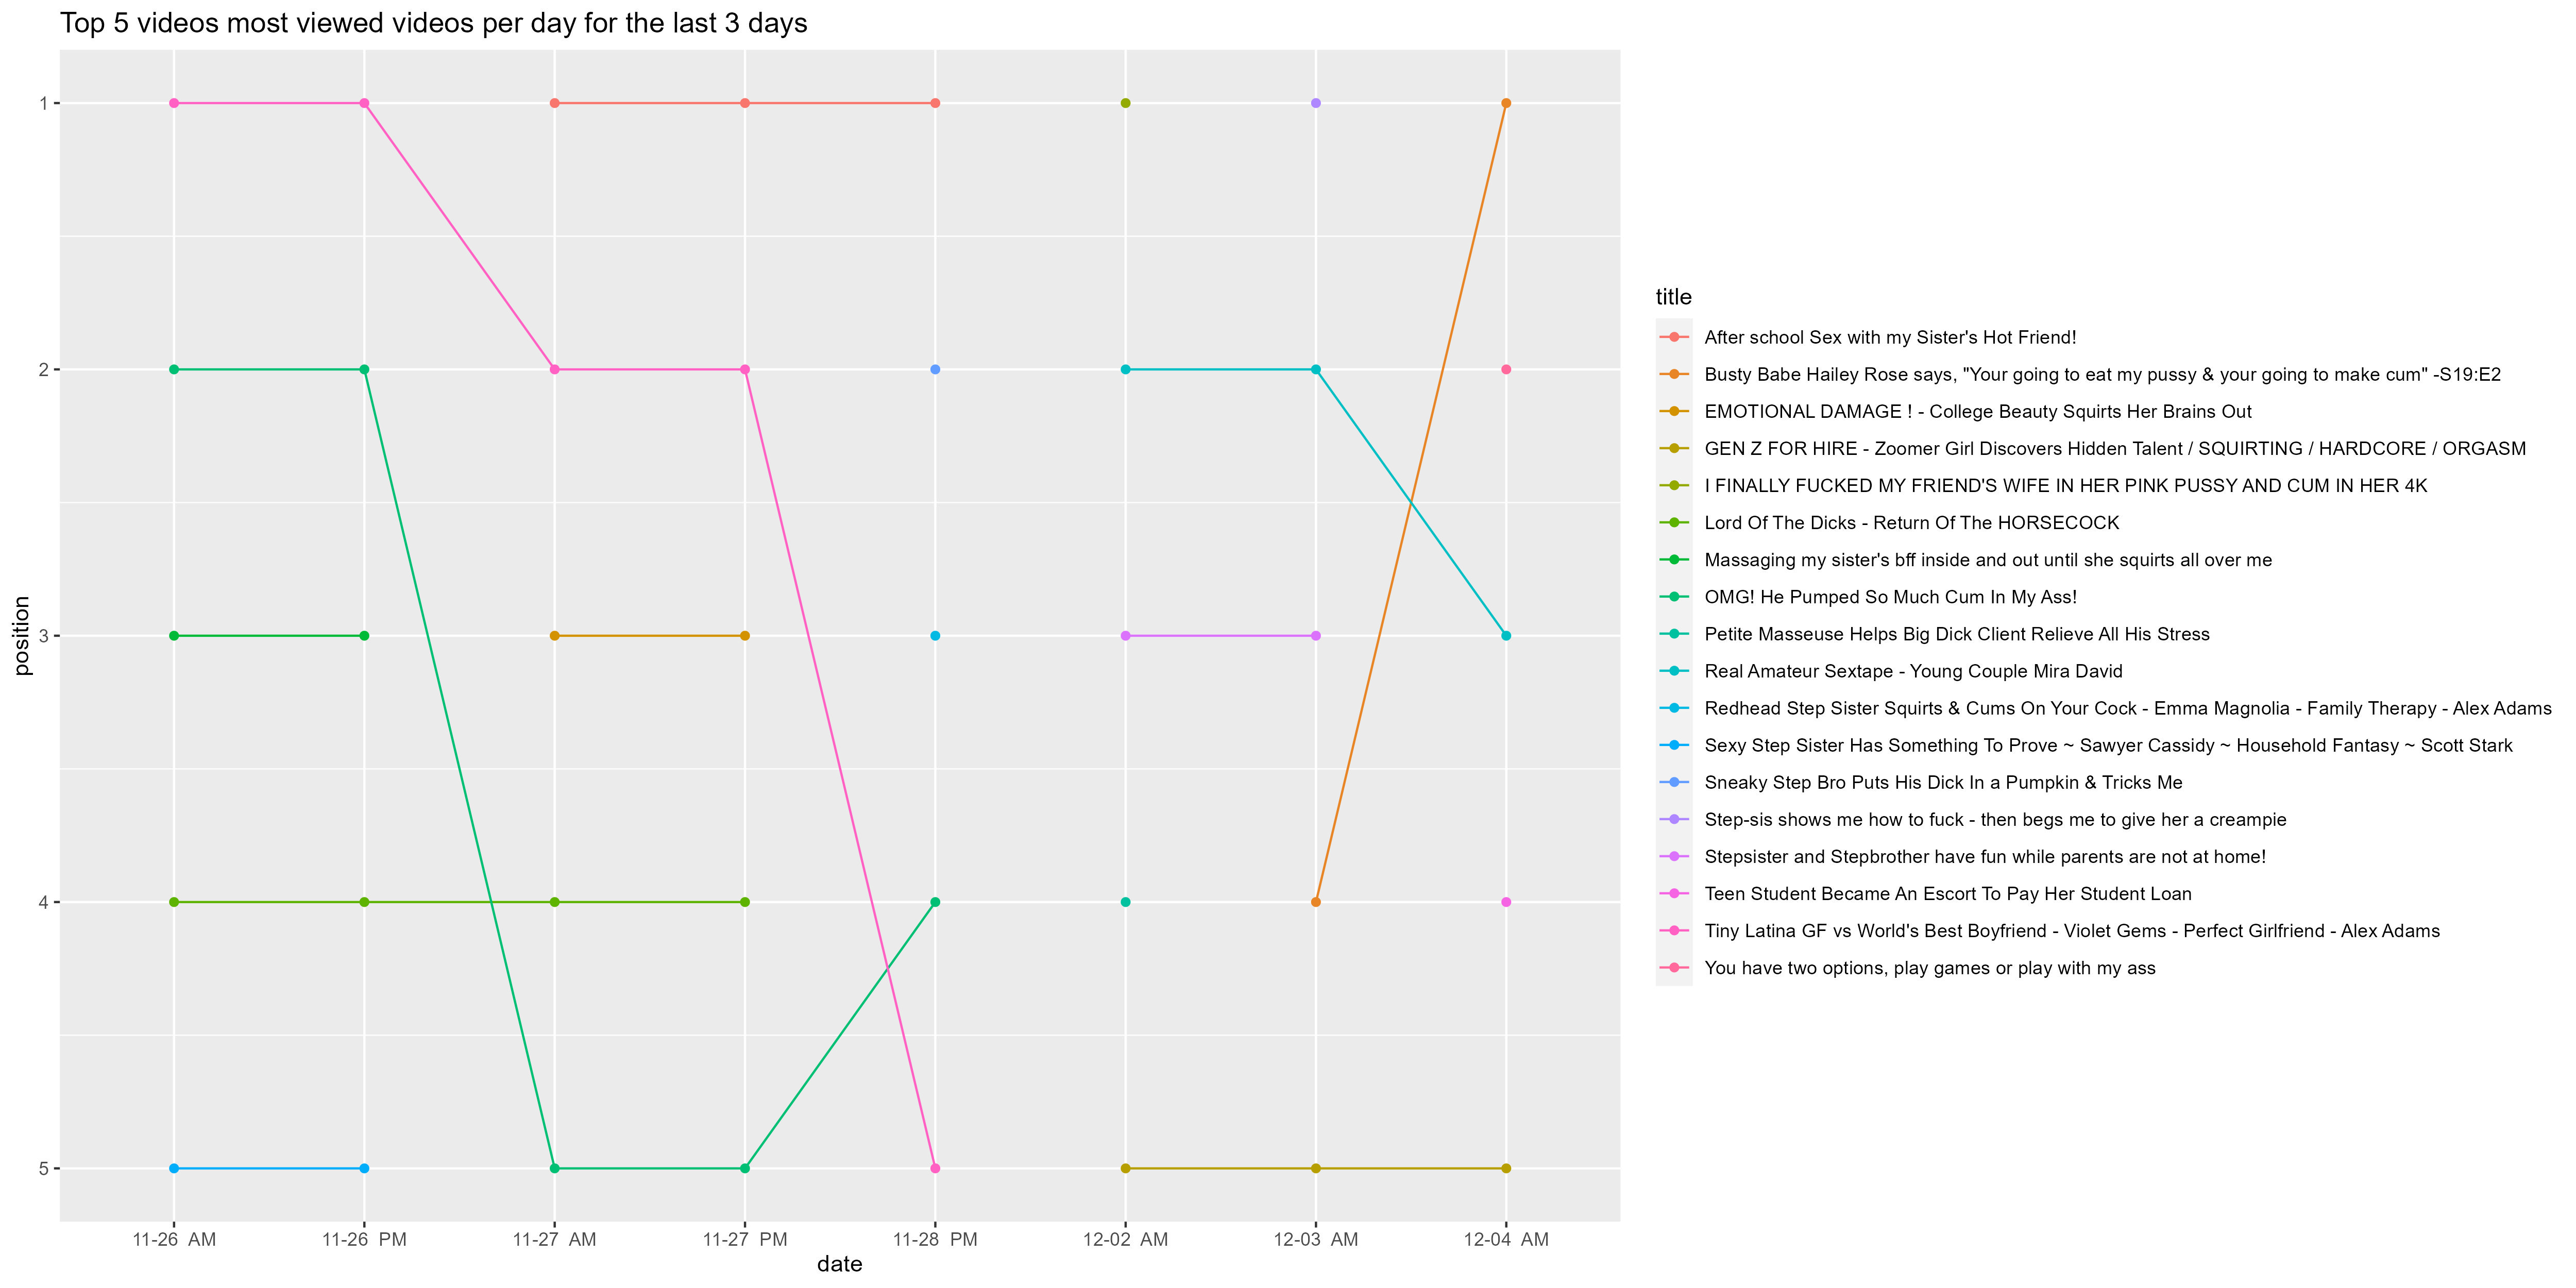 Top 5 videos most viewed videos per day for the last 3 days
position
1
2
3
4
5
11-26 AM
11-26 PM
11-27 AM
11-27 PM
11-28 PM
12-02 AM
12-03 AM
12-04 AM
date
title
After school Sex with my Sister's Hot Friend!
Busty Babe Hailey Rose says, "Your going to eat my pussy & your going to make cum" -S19:E2
EMOTIONAL DAMAGE ! - College Beauty Squirts Her Brains Out
GEN Z FOR HIRE - Zoomer Girl Discovers Hidden Talent / SQUIRTING / HARDCORE / ORGASM
I FINALLY FUCKED MY FRIEND'S WIFE IN HER PINK PUSSY AND CUM IN HER 4K
Lord Of The Dicks - Return Of The HORSECOCK
Massaging my sister's bff inside and out until she squirts all over me
OMG! He Pumped So Much Cum In My Ass!
Petite Masseuse Helps Big Dick Client Relieve All His Stress
Real Amateur Sextape - Young Couple Mira David
Redhead Step Sister Squirts & Cums On Your Cock - Emma Magnolia - Family Therapy - Alex Adams
Sexy Step Sister Has Something To Prove ~ Sawyer Cassidy ~ Household Fantasy ~ Scott Stark
Sneaky Step Bro Puts His Dick In a Pumpkin & Tricks Me
Step-sis shows me how to fuck - then begs me to give her a creampie
Stepsister and Stepbrother have fun while parents are not at home!
Teen Student Became An Escort To Pay Her Student Loan
Tiny Latina GF vs World's Best Boyfriend - Violet Gems - Perfect Girlfriend - Alex Adams
You have two options, play games or play with my ass